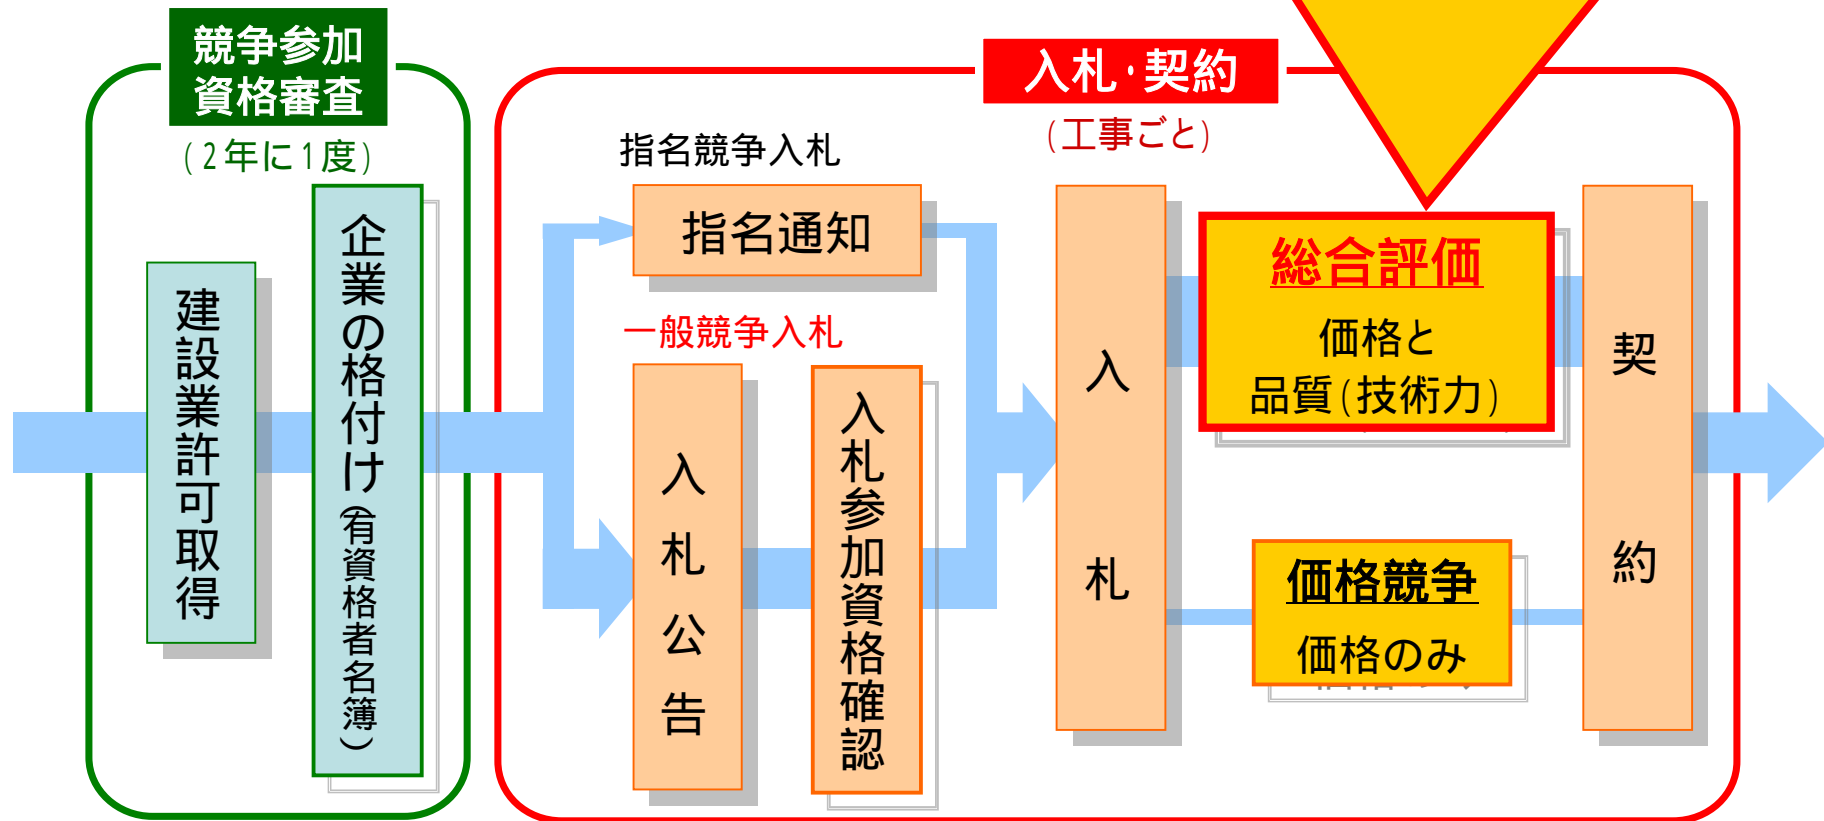 競争参加
資格審査
(2年に1度)
建設業許可取得
企業の格付け(有資格者名簿)
入札・契約
(工事ごと)
指名競争入札
指名通知
一般競争入札
入札公告
入札参加資格確認
入札
総合評価
価格と
品質(技術力)
価格競争
価格のみ
契約